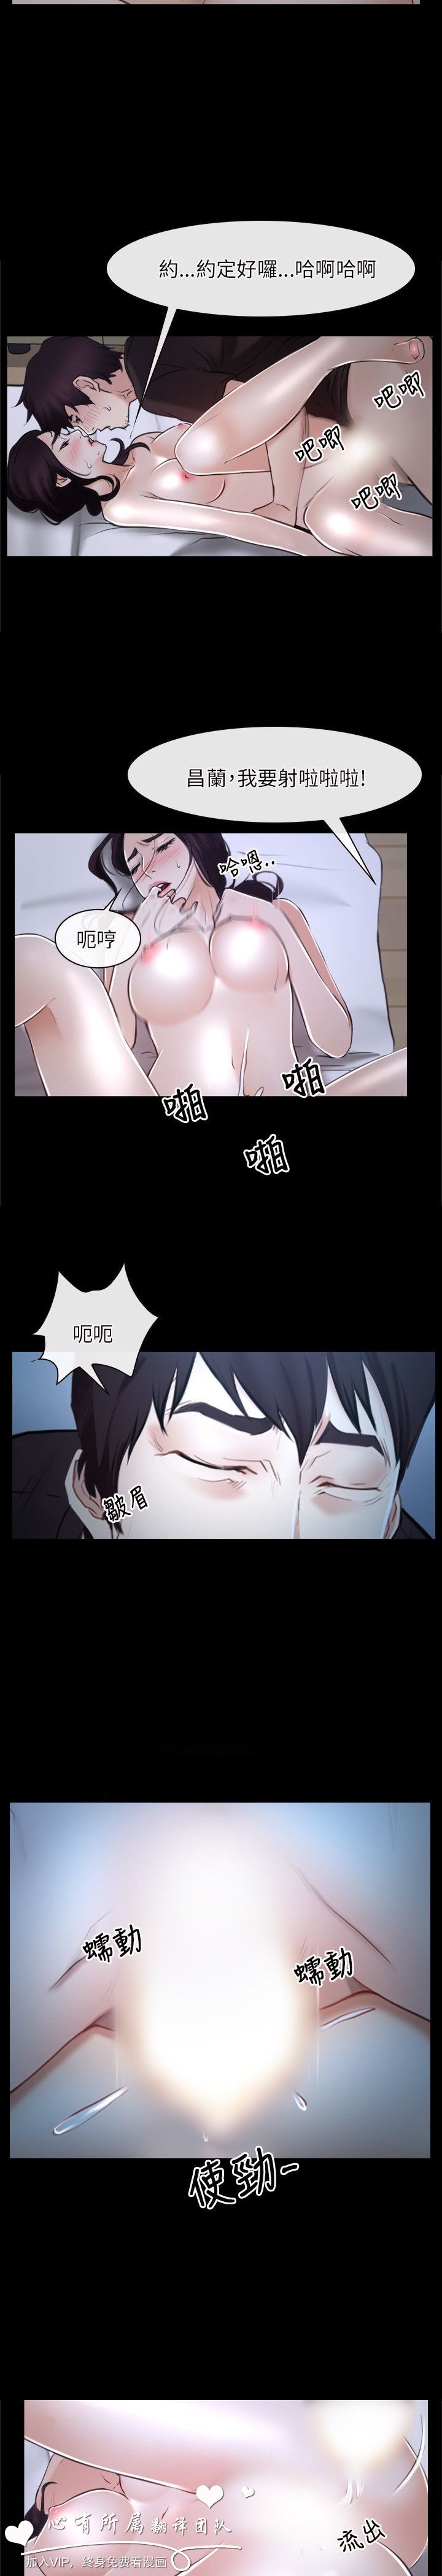 約...約定好囉...哈啊哈啊
吧唧
吧唧
吧唧
昌蘭,我要射啦啦啦!
哈嗯..
呃哼
啪
啪
啪
呃呃
皺眉
蠕動
蠕動
使勁-
流出
心有所属翻译团队
加入VIP，终身免费看漫画